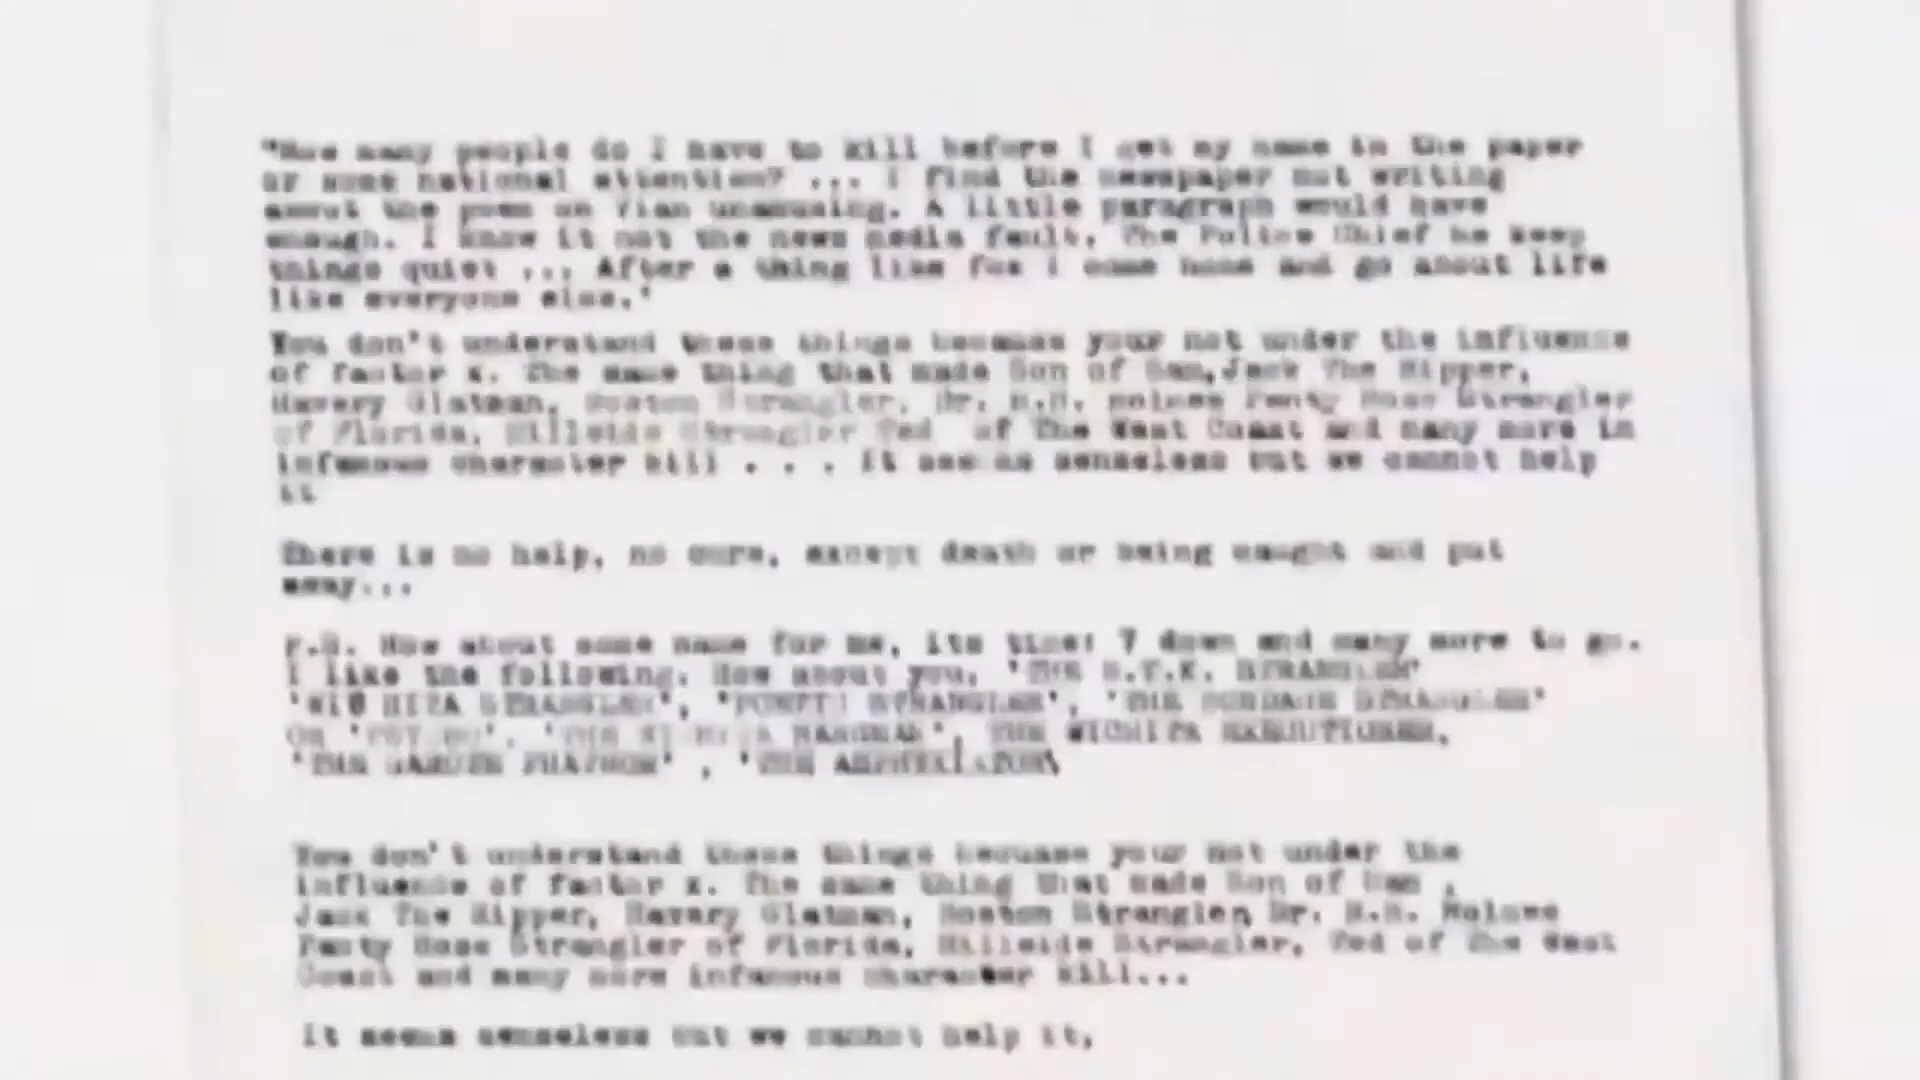 "How many people do I have to kill before I get my name in the paper
or some national attention? ... I find the newspaper not writing
about the poem on Vian unamusing. A little paragraph would have
enough. I know it not the news media fault. The Police Chief he keep
things quiet ... After a thing like fox I come home and go about life
like everyone else."
You don't understand these things because your not under the influence
of factor x. The same thing that made Son of Sam,Jack The Ripper,
Havery Glatman, Boston Strangler, Dr. H.H. Holmes Panty Hose Strangler
of Florida, Hillside Strangler Ted of The West Coast and many more in
infamous character kill . . . it seems senseless but we cannot help
it
There is no help, no cure, except death or being caught and put
away...
P.S. How about some name for me, its time: 7 down and many more to go.
I like the following. How about you. 'THE B.T.K. STRANGLER'
'WICHITA STRANGLER', 'POETIC STRANGLER', 'THE BONDAGE STRANGLER'
OR THE WICHITA HANGMAN', THE WICHITA EXECUTIONER,
'THE GAROTE PHATHOM' , 'THE
You don't understand these things becuase your not under the
influence of factor x. The same thing that made Son of Sam ,
Jack The Ripper, Havery Glatman, Boston Strangler, Dr. H.H. Holmes
Panty Hose Strangler of Florida, Hillside Strangler, Ted of The West
Coast and many more infamous character kill...
it seems senseless but we cannot help it,